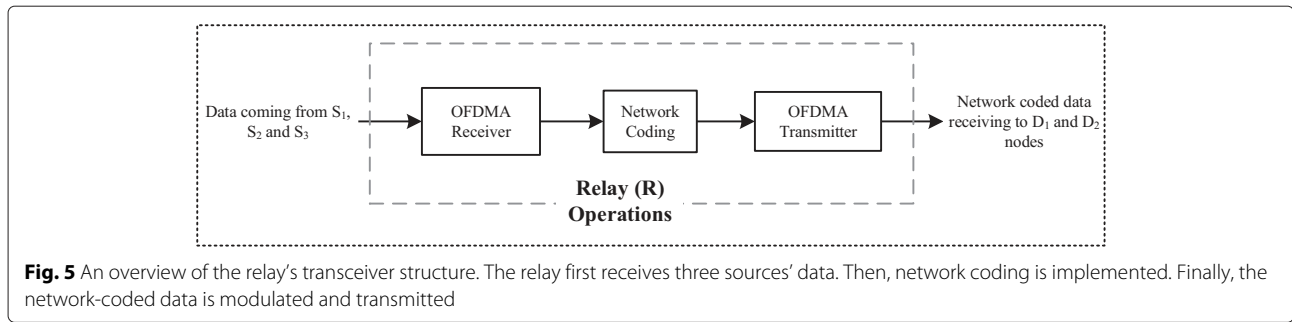 Data coming from S₁,
S₂ and S₃
OFDMA
Receiver
Network
Coding
OFDMA
Transmitter
Network coded data
receiving to D₁ and D₂
nodes
Relay (R)
Operations
Fig. 5 An overview of the relay's transceiver structure. The relay first receives three sources' data. Then, network coding is implemented. Finally, the
network-coded data is modulated and transmitted